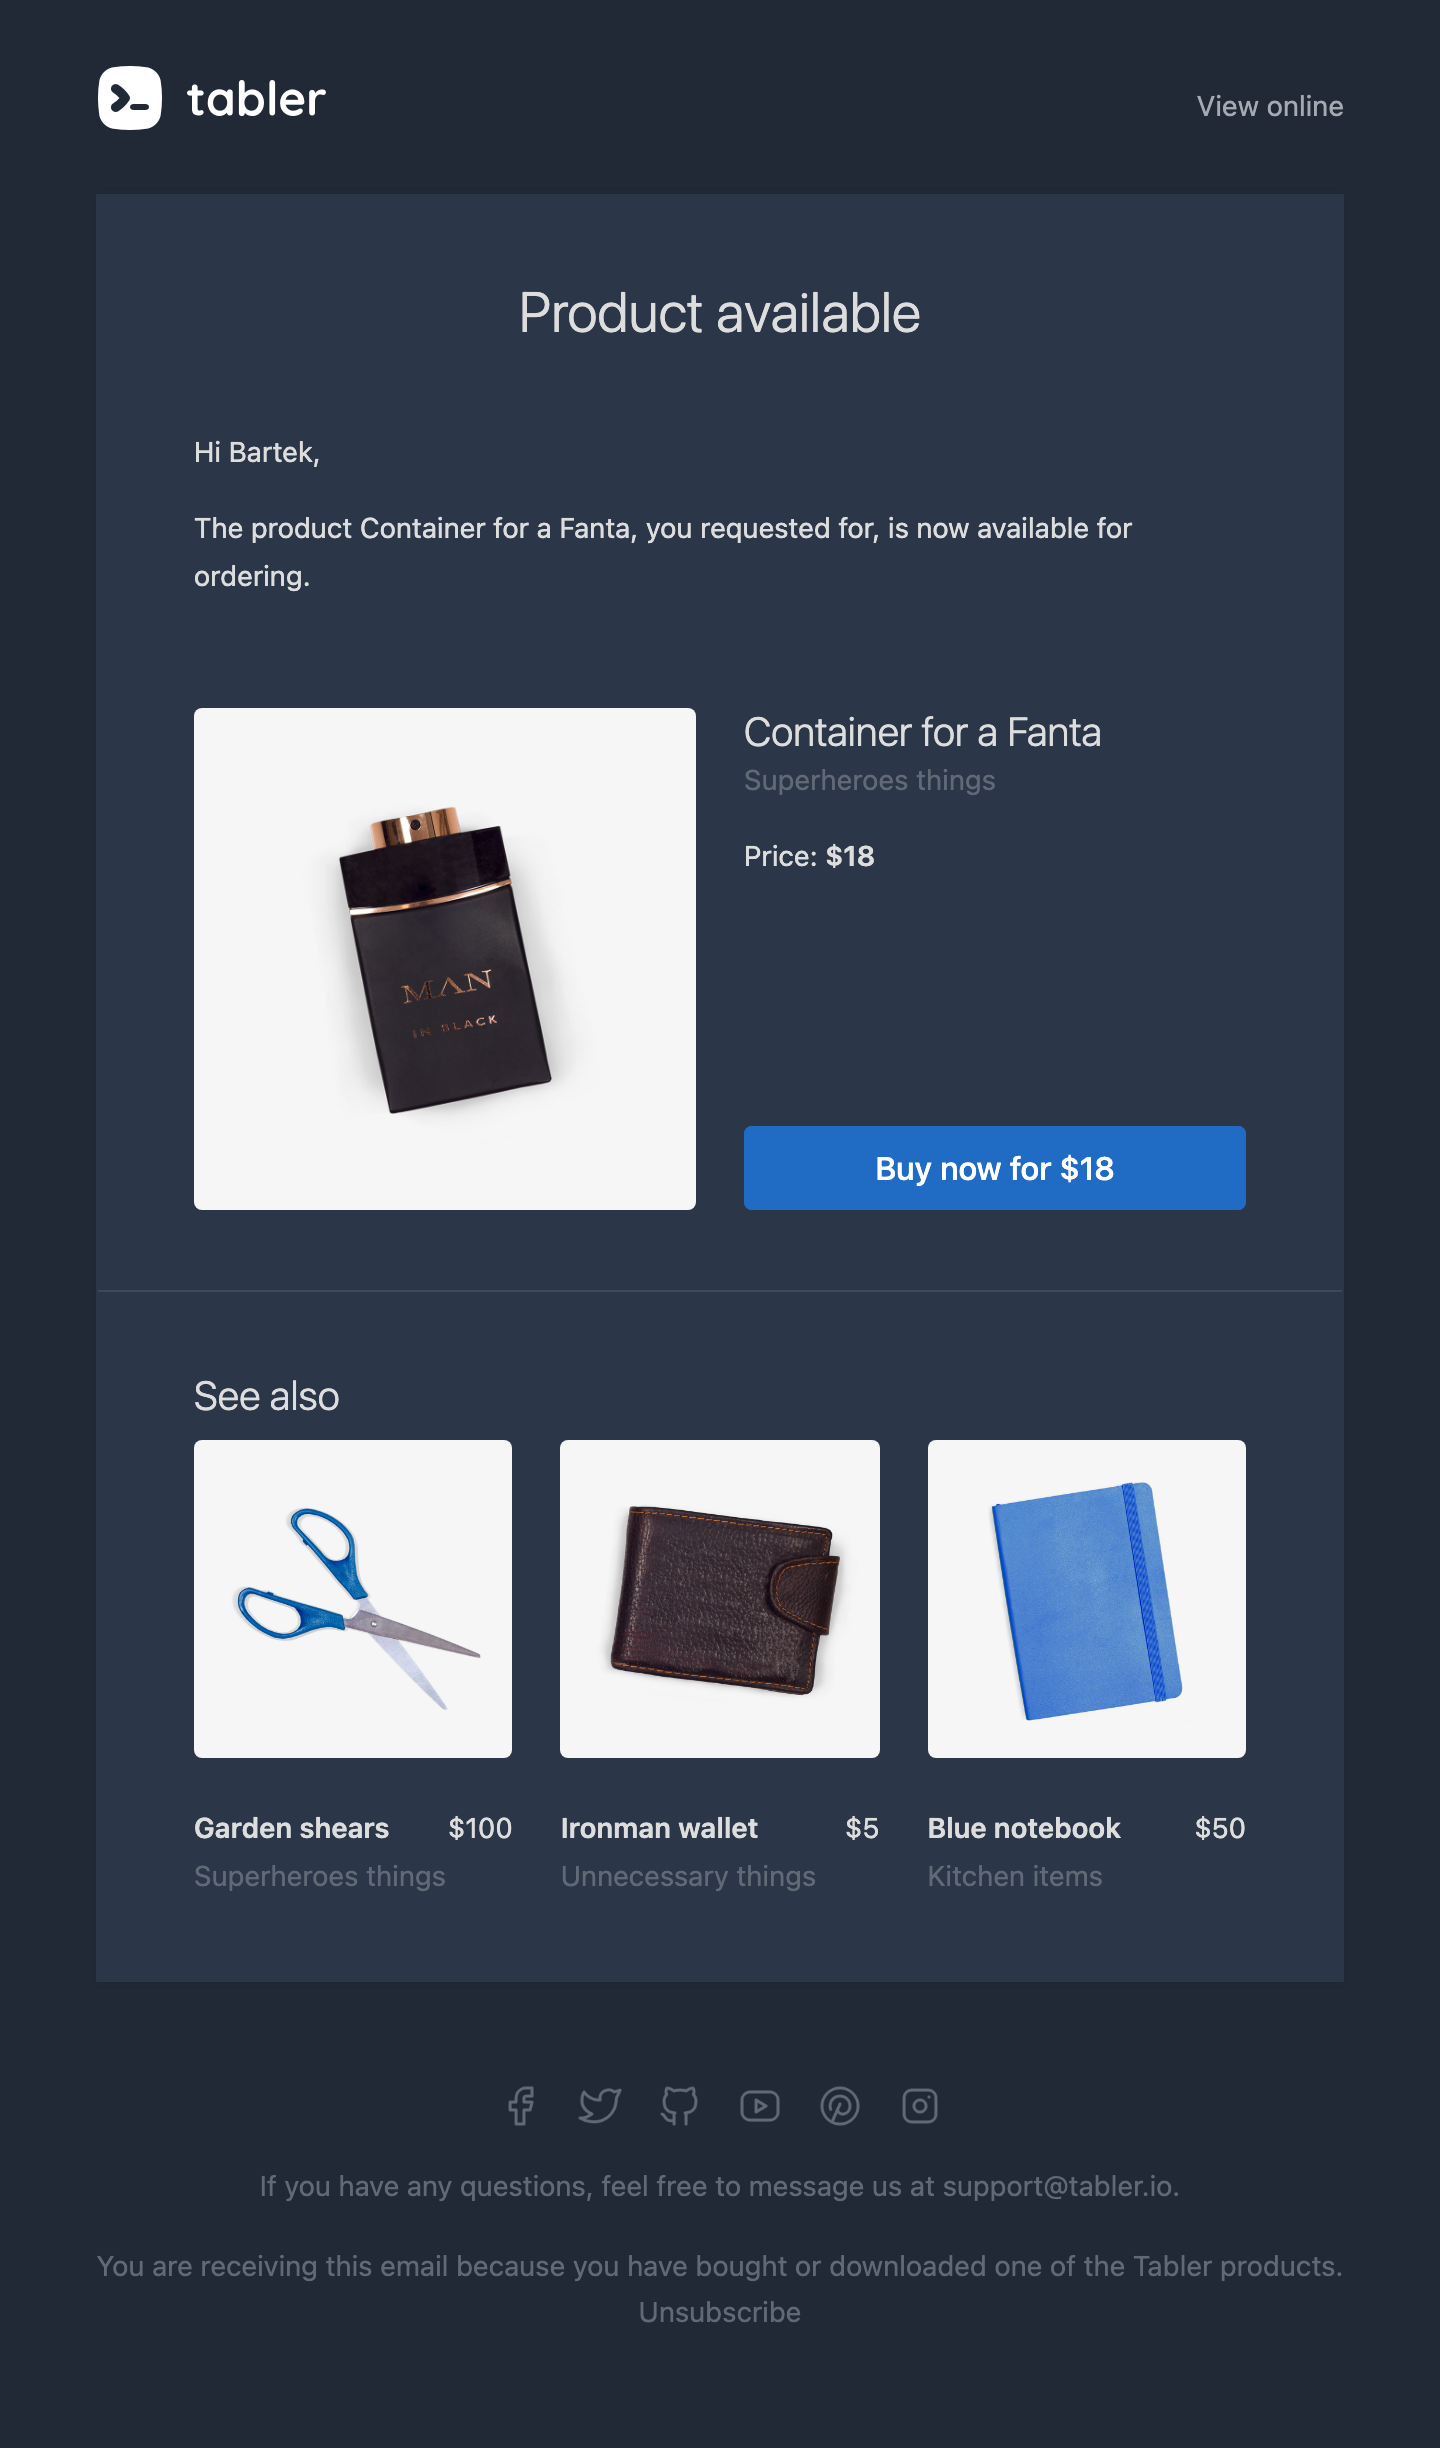 tabler
View online
Product available
Hi Bartek,
The product Container for a Fanta, you requested for, is now available for
ordering.
MAN
IN BLACK
Container for a Fanta
Superheroes things
Price: $18
Buy now for $18
See also
Garden shears $100
Superheroes things
Ironman wallet $5
Unnecessary things
Blue notebook $50
Kitchen items
If you have any questions, feel free to message us at support@tabler.io.
You are receiving this email because you have bought or downloaded one of the Tabler products.
Unsubscribe